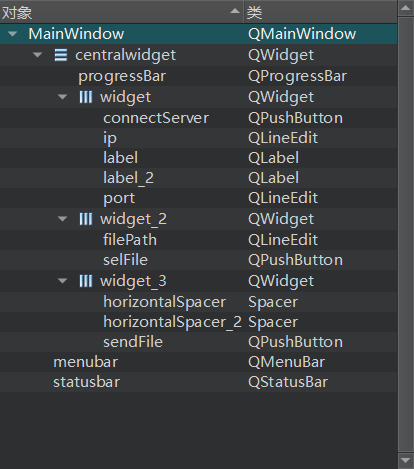 对象 类
MainWindow QMainWindow
centralwidget QWidget
progressBar QProgressBar
widget QWidget
connectServer QPushButton
ip QLineEdit
label QLabel
label_2 QLabel
port QLineEdit
widget_2 QWidget
filePath QLineEdit
selFile QPushButton
widget_3 QWidget
horizontalSpacer Spacer
horizontalSpacer_2 Spacer
sendFile QPushButton
menubar QMenuBar
statusbar QStatusBar